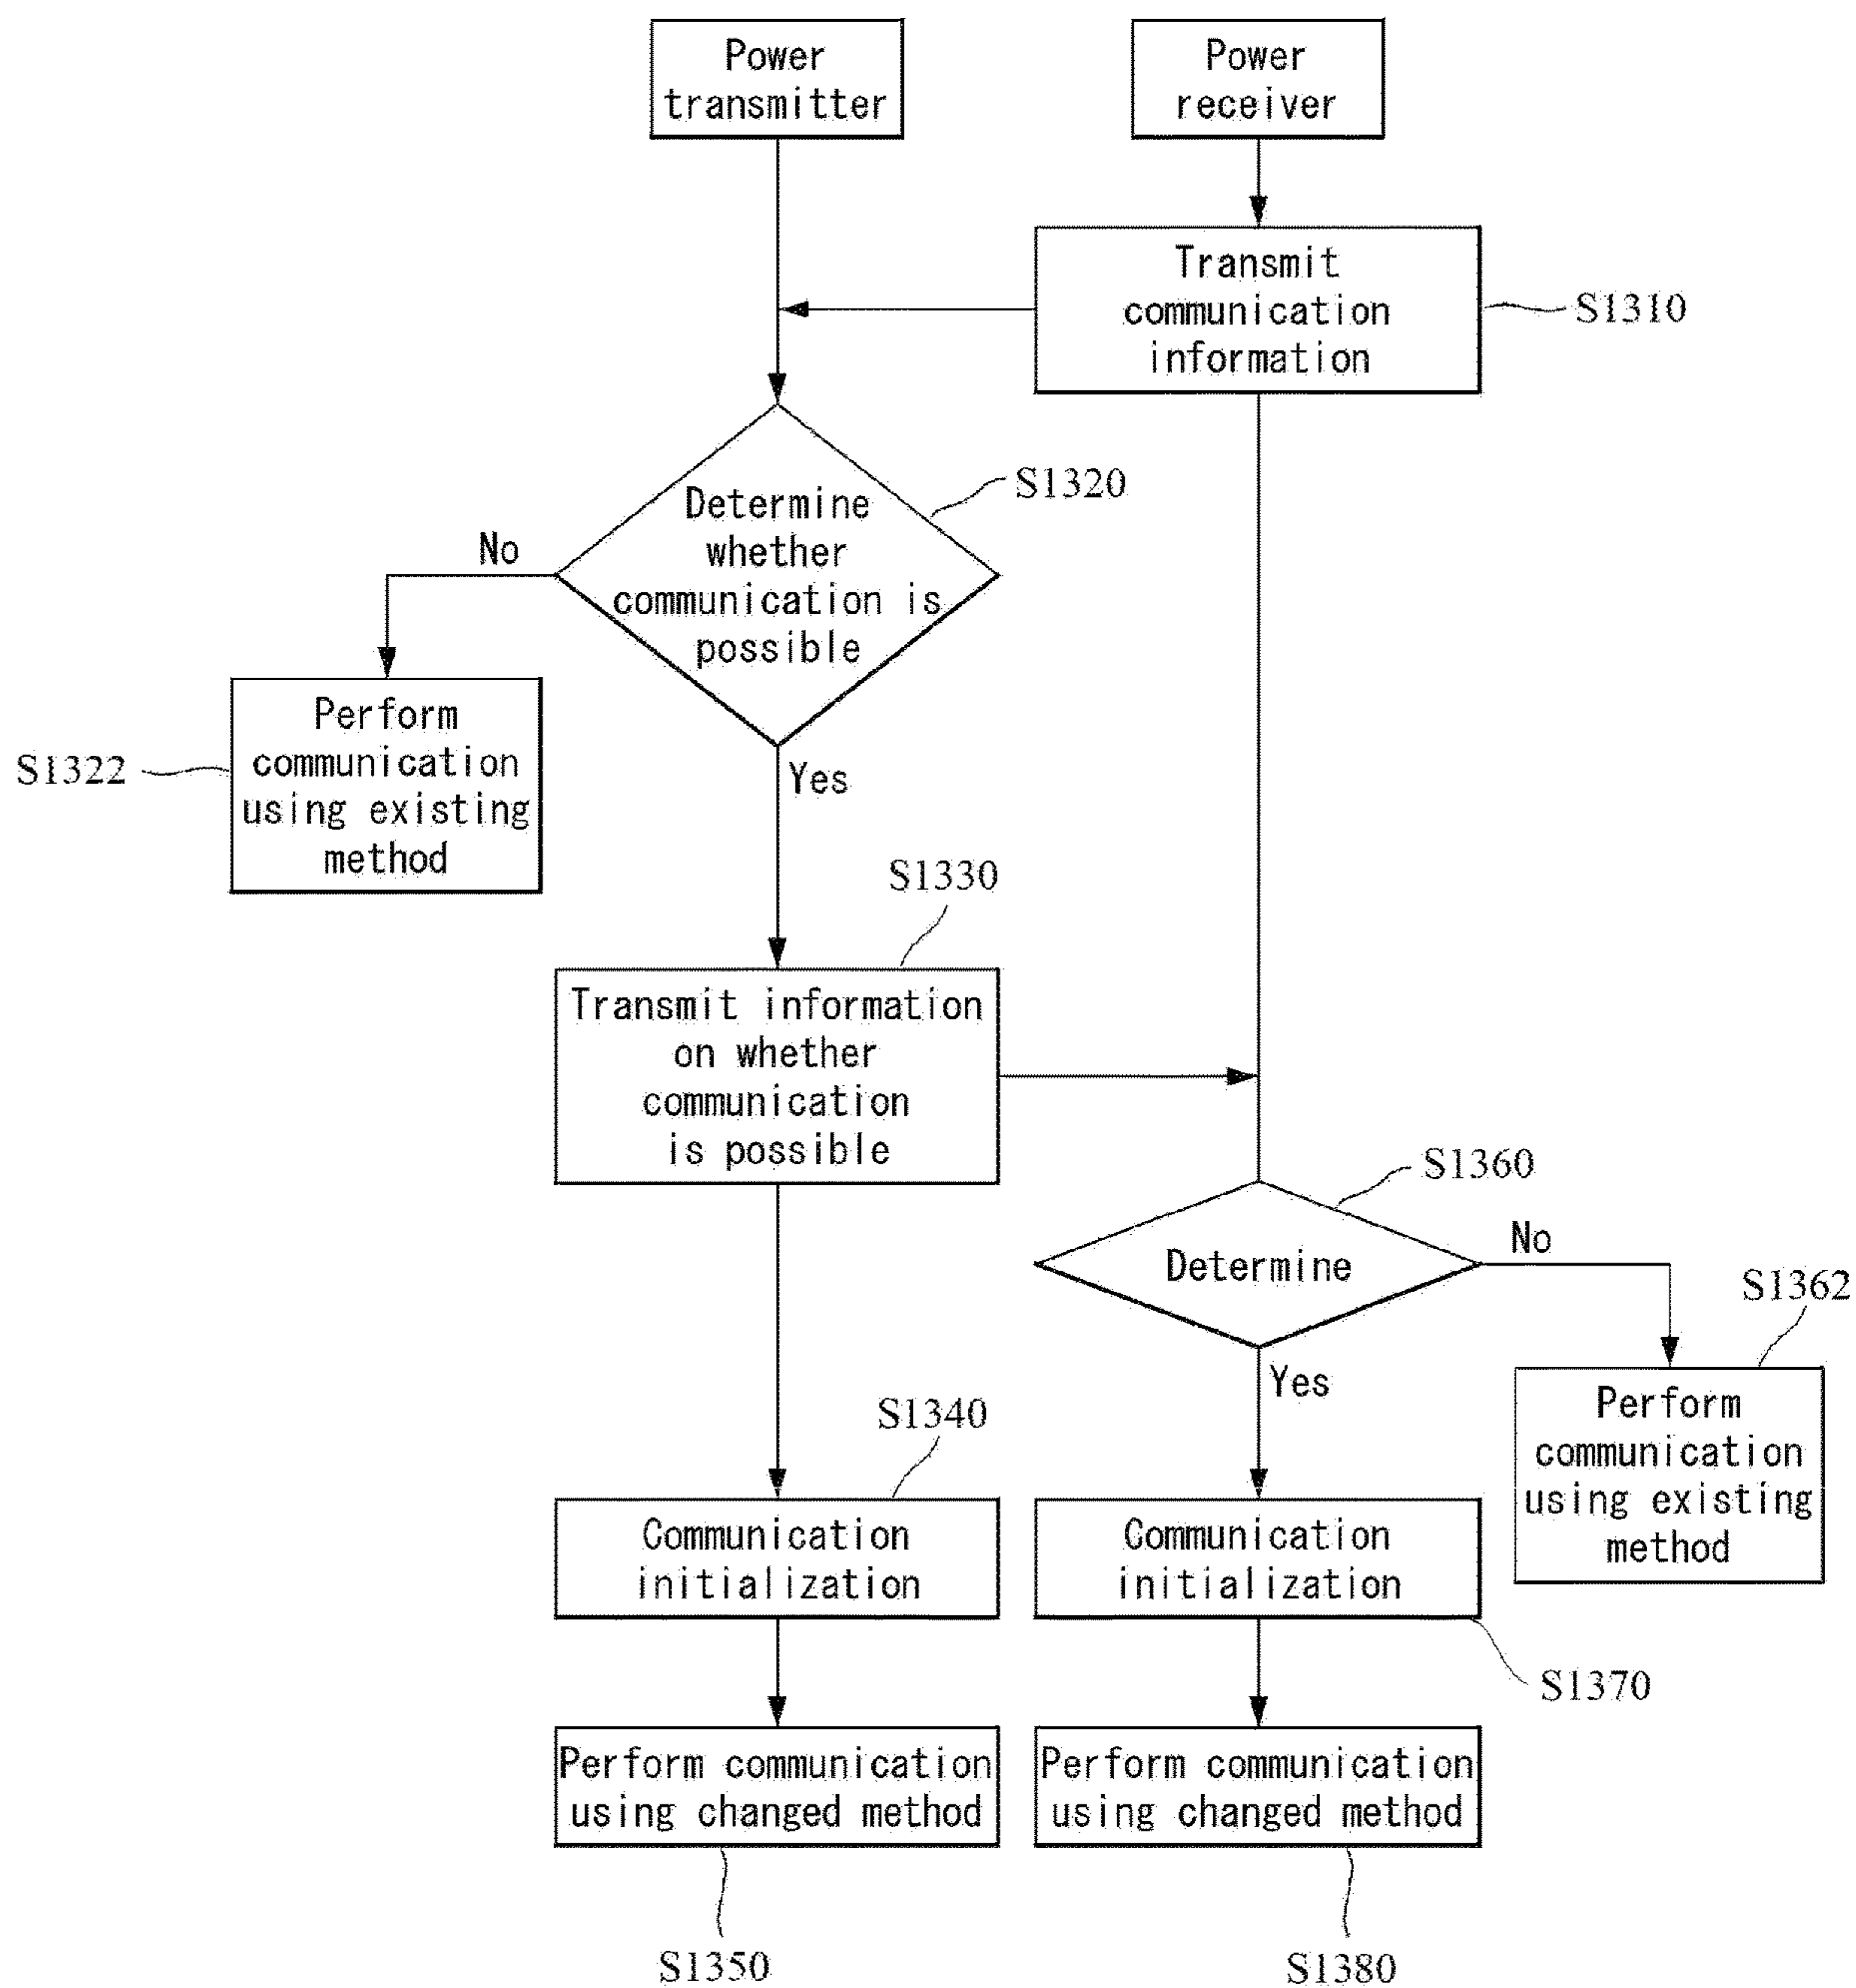 Power
transmitter
Power
receiver
Transmit
communication
information
S1310
S1320
Determine
whether
communication is
possible
No
Yes
S1322
Perform
communication
using existing
method
S1330
Transmit information
on whether
communication
is possible
S1360
Determine
No
Yes
S1362
Perform
communication
using existing
method
S1340
Communication
initialization
Communication
initialization
S1370
Perform communication
using changed method
Perform communication
using changed method
S1350
S1380